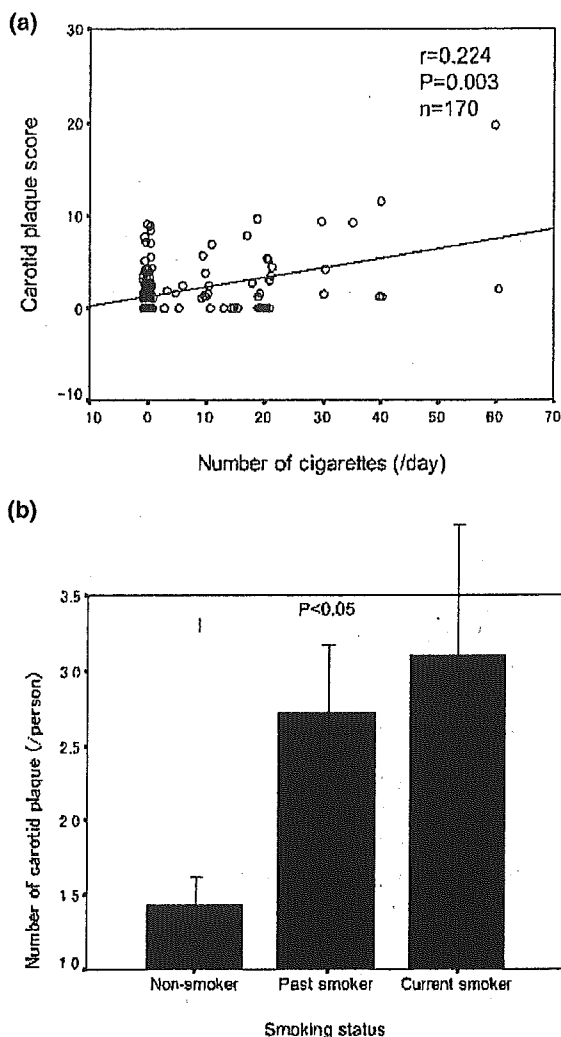 (a)
30
20
10
0
-10
r=0.224
P=0.003
n=170
Carotid plaque score
10 0 10 20 30 40 50 60 70
Number of cigarettes (/day)
(b)
3.5
3.0
2.5
2 0
1.5
1 0
P<0.05
Number of carotid plaque (/person)
Non-smoker Past smoker Current smoker
Smoking status